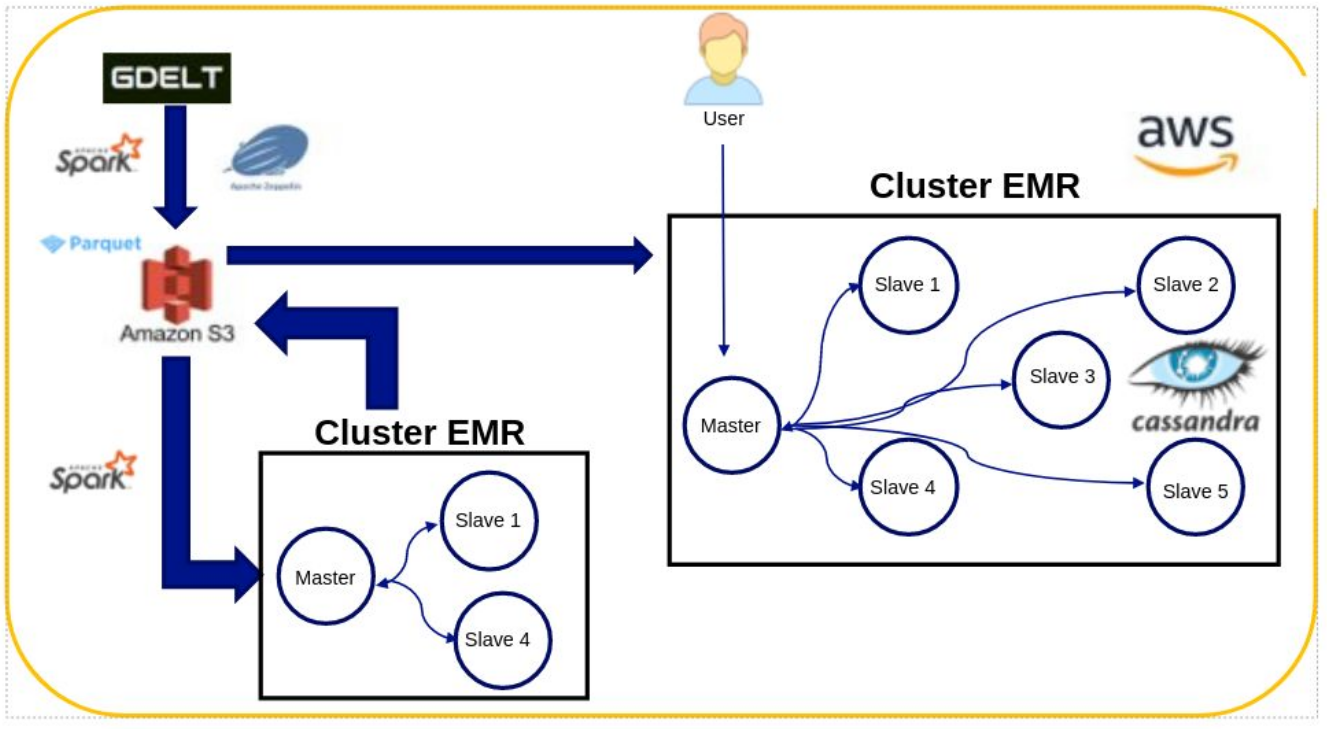 GDELT
User
aws
APACHE
Spark
Apache Zeppelin
Cluster EMR
Parquet
Amazon S3
Slave 1
Slave 2
Slave 3
cassandra
Master
Slave 4
Slave 5
Cluster EMR
APACHE
Spark
Slave 1
Master
Slave 4